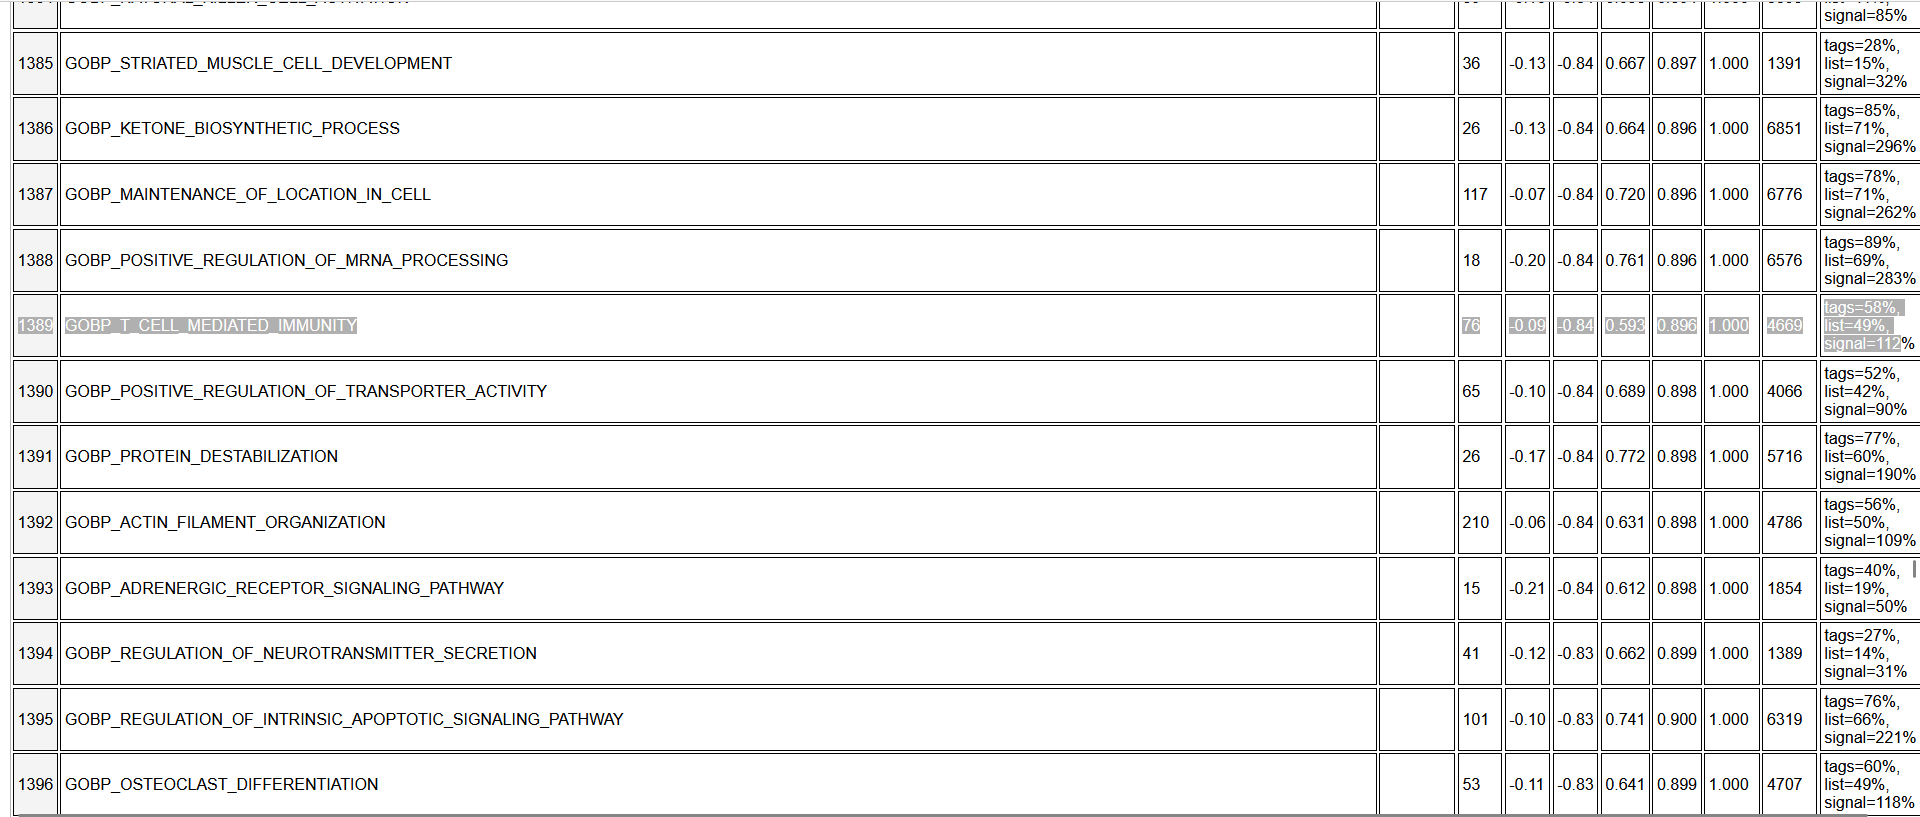 signal=85%
1385 GOBP_STRIATED_MUSCLE_CELL_DEVELOPMENT 36 -0.13 -0.84 0.667 0.897 1.000 1391 tags=28%,
list=15%,
signal=32%
1386 GOBP_KETONE_BIOSYNTHETIC_PROCESS 26 -0.13 -0.84 0.664 0.896 1.000 6851 tags=85%,
list=71%,
signal=296%
1387 GOBP_MAINTENANCE_OF_LOCATION_IN_CELL 117 -0.07 -0.84 0.720 0.896 1.000 6776 tags=78%,
list=71%,
signal=262%
1388 GOBP_POSITIVE_REGULATION_OF_MRNA_PROCESSING 18 -0.20 -0.84 0.761 0.896 1.000 6576 tags=89%,
list=69%,
signal=283%
1389 GOBP_T_CELL_MEDIATED_IMMUNITY 76 -0.09 -0.84 0.593 0.896 1.000 4669 tags=58%,
list=49%,
signal=112%
1390 GOBP_POSITIVE_REGULATION_OF_TRANSPORTER_ACTIVITY 65 -0.10 -0.84 0.689 0.898 1.000 4066 tags=52%,
list=42%,
signal=90%
1391 GOBP_PROTEIN_DESTABILIZATION 26 -0.17 -0.84 0.772 0.898 1.000 5716 tags=77%,
list=60%,
signal=190%
1392 GOBP_ACTIN_FILAMENT_ORGANIZATION 210 -0.06 -0.84 0.631 0.898 1.000 4786 tags=56%,
list=50%,
signal=109%
1393 GOBP_ADRENERGIC_RECEPTOR_SIGNALING_PATHWAY 15 -0.21 -0.84 0.612 0.898 1.000 1854 tags=40%,
list=19%,
signal=50%
1394 GOBP_REGULATION_OF_NEUROTRANSMITTER_SECRETION 41 -0.12 -0.83 0.662 0.899 1.000 1389 tags=27%,
list=14%,
signal=31%
1395 GOBP_REGULATION_OF_INTRINSIC_APOPTOTIC_SIGNALING_PATHWAY 101 -0.10 -0.83 0.741 0.900 1.000 6319 tags=76%,
list=66%,
signal=221%
1396 GOBP_OSTEOCLAST_DIFFERENTIATION 53 -0.11 -0.83 0.641 0.899 1.000 4707 tags=60%,
list=49%,
signal=118%